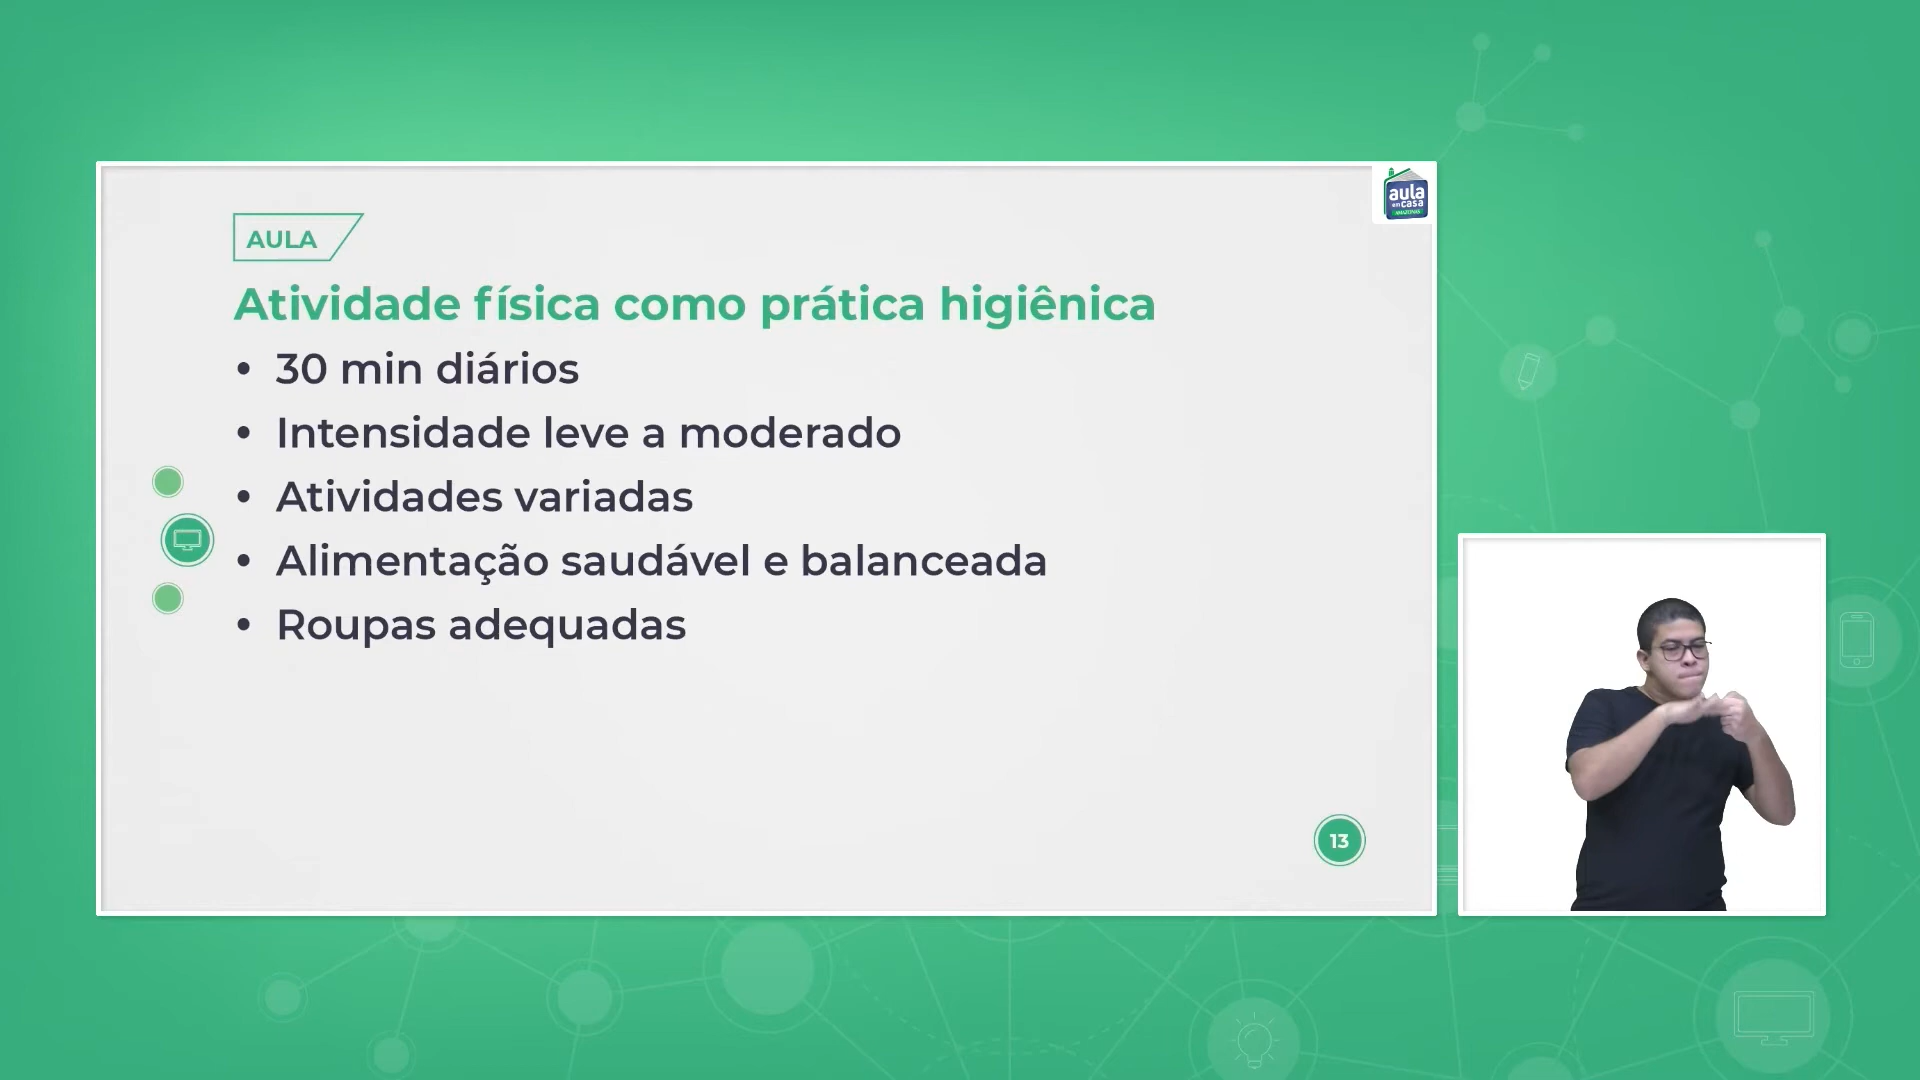 aula
em casa
AMAZONAS
AULA
Atividade física como prática higiênica
• 30 min diários
• Intensidade leve a moderado
• Atividades variadas
• Alimentação saudável e balanceada
• Roupas adequadas
13